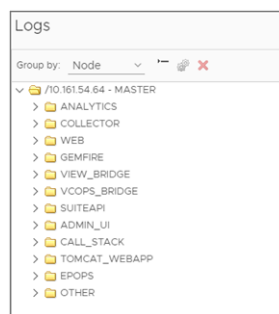 Logs
Group by: Node
/10.161.54.64 - MASTER
ANALYTICS
COLLECTOR
WEB
GEMFIRE
VIEW_BRIDGE
VCOPS_BRIDGE
SUITEAPI
ADMIN_UI
CALL_STACK
TOMCAT_WEBAPP
EPOPS
OTHER